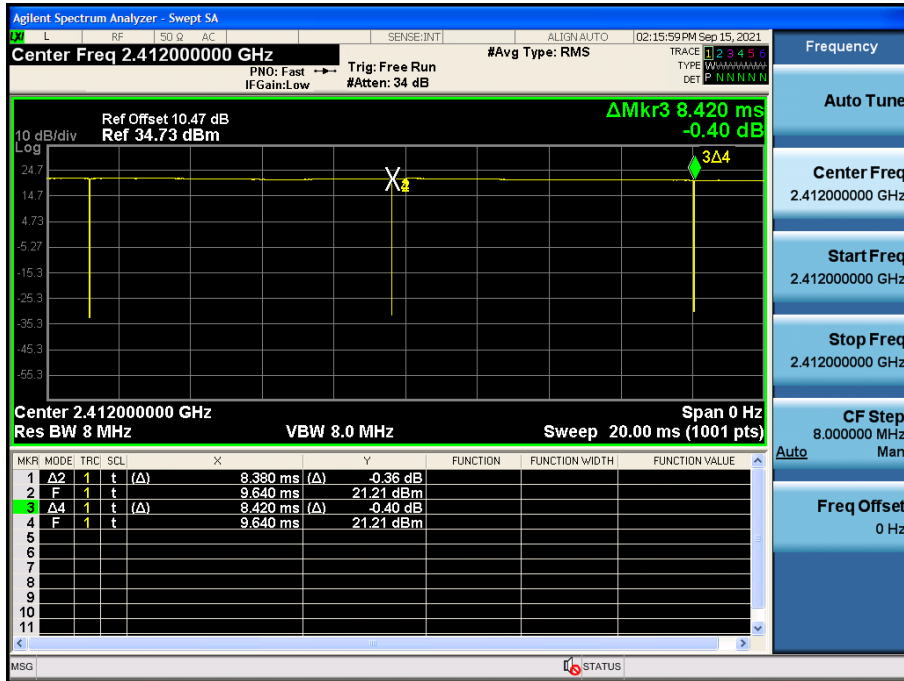 Agilent Spectrum Analyzer - Swept SA
LXI L RF 50 Ω AC SENSE:INT ALIGN AUTO 02:15:59 PM Sep 15, 2021
Center Freq 2.412000000 GHz
PNO: Fast
IFGain:Low
Trig: Free Run
#Atten: 34 dB
#Avg Type: RMS
TRACE 1 2 3 4 5 6
TYPE WWWWWW
DET P N N N N N
Frequency
Auto Tune
Center Freq
2.412000000 GHz
Start Freq
2.412000000 GHz
Stop Freq
2.412000000 GHz
CF Step
8.000000 MHz
Auto Man
Freq Offset
0 Hz
ΔMkr3 8.420 ms
-0.40 dB
Ref Offset 10.47 dB
10 dB/div Ref 34.73 dBm
Log
3Δ4
24.7
14.7
4.73
-5.27
-15.3
-25.3
-35.3
-45.3
-55.3
Center 2.412000000 GHz Span 0 Hz
Res BW 8 MHz VBW 8.0 MHz Sweep 20.00 ms (1001 pts)
MKR MODE TRC SCL X Y FUNCTION FUNCTION WIDTH FUNCTION VALUE
1 Δ2 1 t (Δ) 8.380 ms (Δ) -0.36 dB
2 F 1 t 9.640 ms 21.21 dBm
3 Δ4 1 t (Δ) 8.420 ms (Δ) -0.40 dB
4 F 1 t 9.640 ms 21.21 dBm
5
6
7
8
9
10
11
MSG STATUS